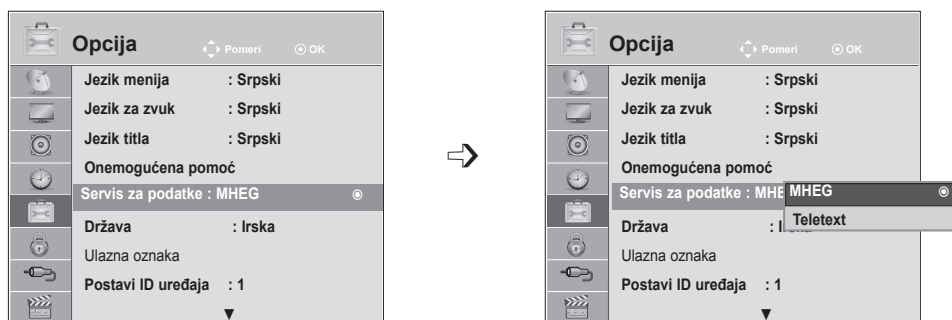 Opcija
Pomeri OK
Jezik menija : Srpski
Jezik za zvuk : Srpski
Jezik titla : Srpski
Onemogućena pomoć
Servis za podatke : MHEG
Država : Irska
Ulazna oznaka
Postavi ID uređaja : 1
Opcija
Pomeri OK
Jezik menija : Srpski
Jezik za zvuk : Srpski
Jezik titla : Srpski
Onemogućena pomoć
Servis za podatke : MHE
MHEG
Teletext
Država : I
Ulazna oznaka
Postavi ID uređaja : 1